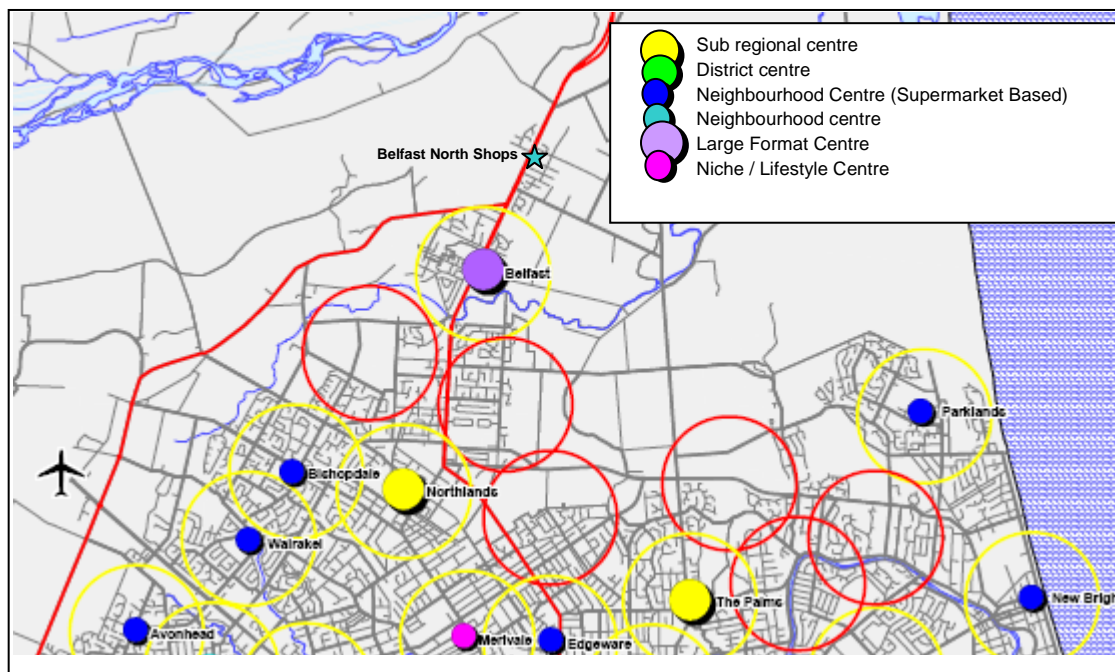 Sub regional centre
District centre
Neighbourhood Centre (Supermarket Based)
Neighbourhood centre
Large Format Centre
Niche / Lifestyle Centre
Belfast North Shops
Belfast
Parklands
Bishopdale
Northlands
Wairakei
The Palms
New Brigh
Avonhead
Merivale
Edgeware